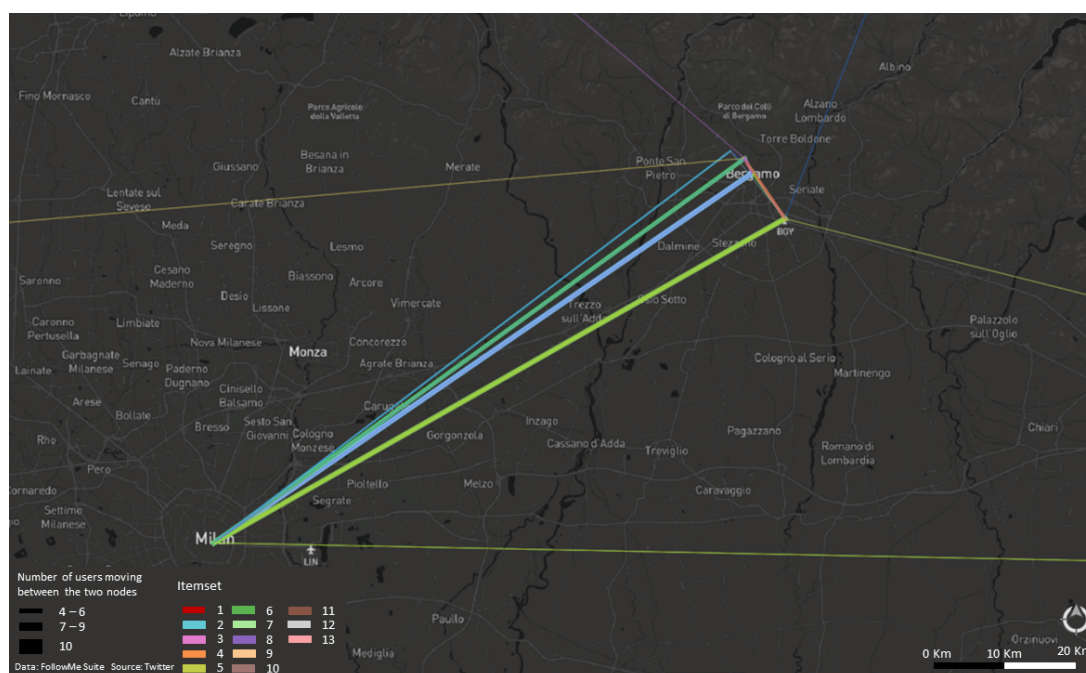 Alzate Brianza
Albino
Fino Mornasco
Cantù
Parco Agricolo
della Valletta
Parco dei Colli
di Bergamo
Alzano
Lombardo
Torre Boldone
Giussano
Besana in
Brianza
Merate
Ponte San
Pietro
Bergamo
Seriate
Lentate sul
Seveso
Carate Brianza
Meda
BGY
Seregno
Lesmo
Dalmine
Stezzano
Cesano
Maderno
Biassono
Arcore
Saronno
Desio
Lissone
Vimercate
Trezzo
sull'Adda
Osio Sotto
Palazzolo
sull'Oglio
Caronno
Pertusella
Limbiate
Nova Milanese
Monza
Concorezzo
Garbagnate
Milanese
Senago
Paderno
Dugnano
Agrate Brianza
Cologno al Serio
Martinengo
Lainate
Cinisello
Balsamo
Arese
Bollate
Bresso
Sesto San
Giovanni
Cologno
Monzese
Gorgonzola
Inzago
Cassano d'Adda
Treviglio
Pagazzano
Romano di
Lombardia
Chiari
Rho
Pero
Cornaredo
Pioltello
Melzo
Segrate
Caravaggio
Settimo
Milanese
Milan
LIN
Number of users moving
between the two nodes
4 – 6
7 – 9
10
Itemset
1
2
3
4
5
6
7
8
9
10
11
12
13
Paullo
Mediglia
Orzinuovi
0 Km 10 Km 20 Km
Data: FollowMe Suite Source: Twitter